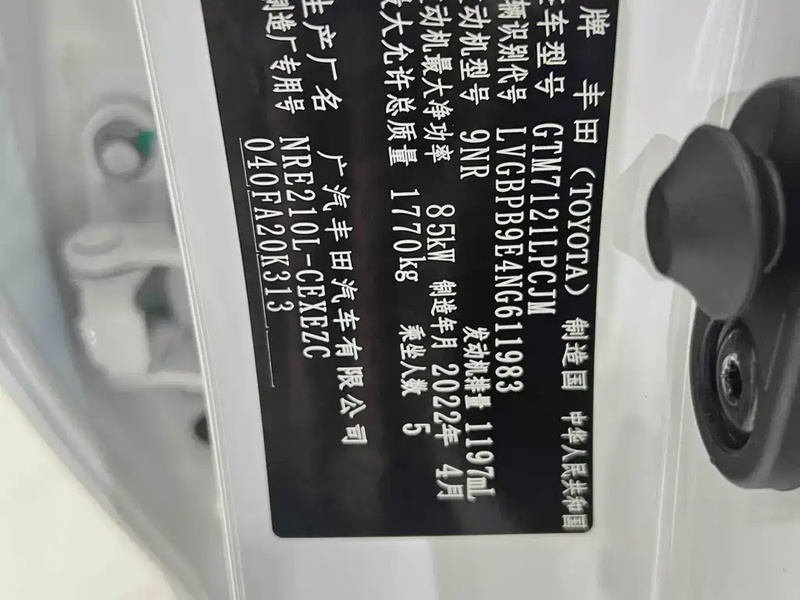 牌 丰田 (TOYOTA) 制造国 中华人民共和国
车型号 GTM7121LPCJM
辆识别代号 LVGBPB9E4NG611983
动机型号 9NR 发动机排量 1197mL
动机最大净功率 85kW 制造年月 2022年 4月
大允许总质量 1770kg 乘坐人数 5
生产厂名 广汽丰田汽车有限公司
制造厂专用号 NRE210L-CEXEZC
040FA20K313